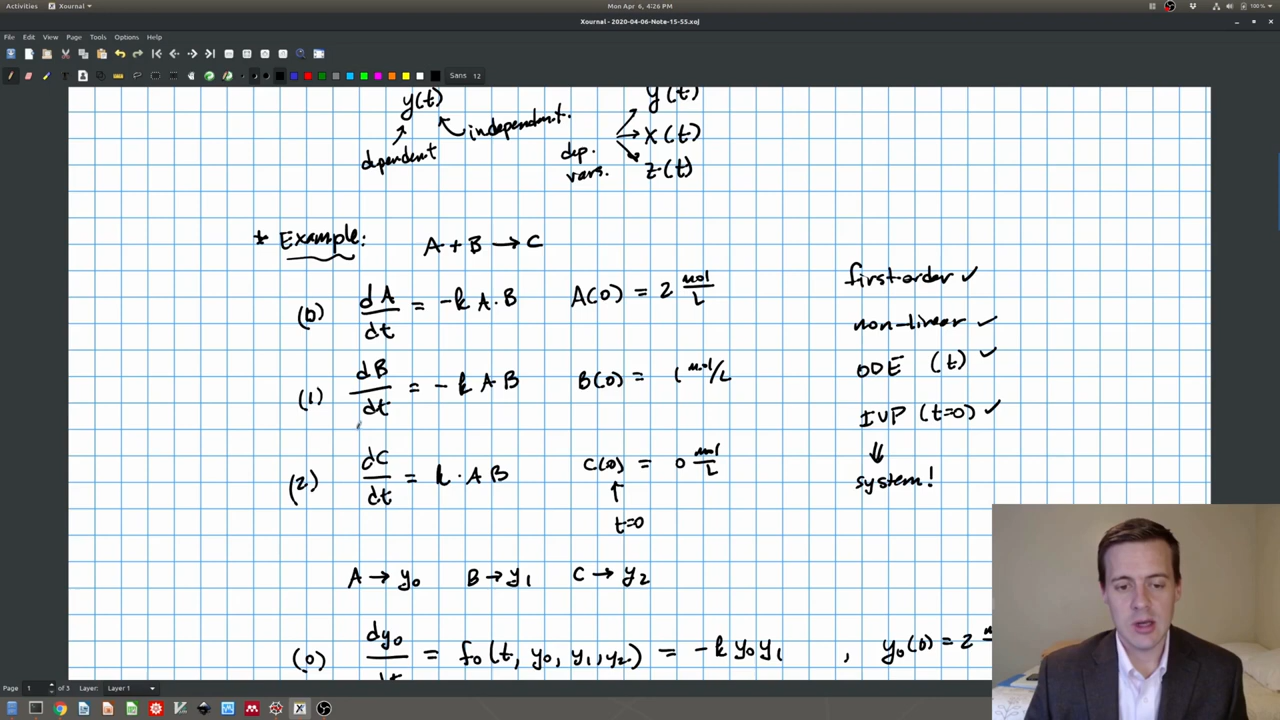 Activities Xournal Mon Apr 6, 4:26 PM 100 %
Xournal - 2020-04-06-Note-15-55.xoj
File Edit View Page Tools Options Help
Sans 12
y(t) y(t)
independent. x(t)
dependent dep. vars. z(t)
* Example: A + B → C
(0) dA/dt = -k A·B A(0) = 2 mol/L
first-order ✓
non-linear ✓
(1) dB/dt = - k A B B(0) = 1 mol/L
ODE (t) ✓
IVP (t=0) ✓
⇓
system!
(2) dC/dt = k · A B C(0) = 0 mol/L
↑
t=0
A → y₀ B → y₁ C → y₂
(0) dy₀/dt = f₀(t, y₀, y₁, y₂) = -k y₀ y₁ , y₀(0) = 2
Page 1 of 3 Layer: Layer 1